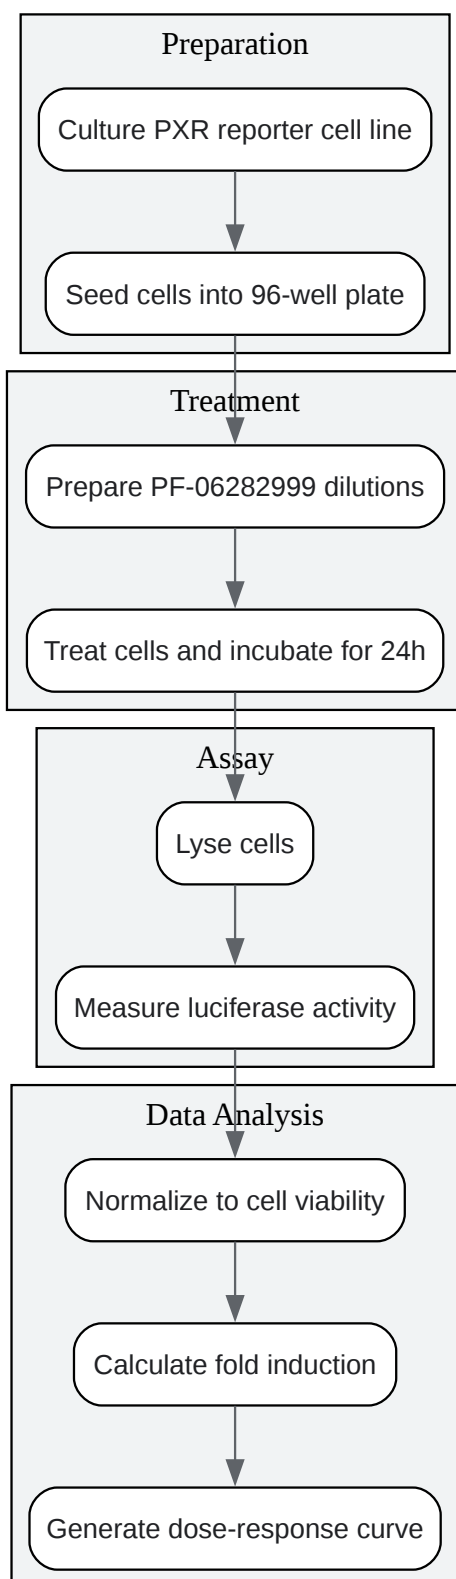 Preparation
Culture PXR reporter cell line
Seed cells into 96-well plate
Treatment
Prepare PF-06282999 dilutions
Treat cells and incubate for 24h
Assay
Lyse cells
Measure luciferase activity
Data Analysis
Normalize to cell viability
Calculate fold induction
Generate dose-response curve